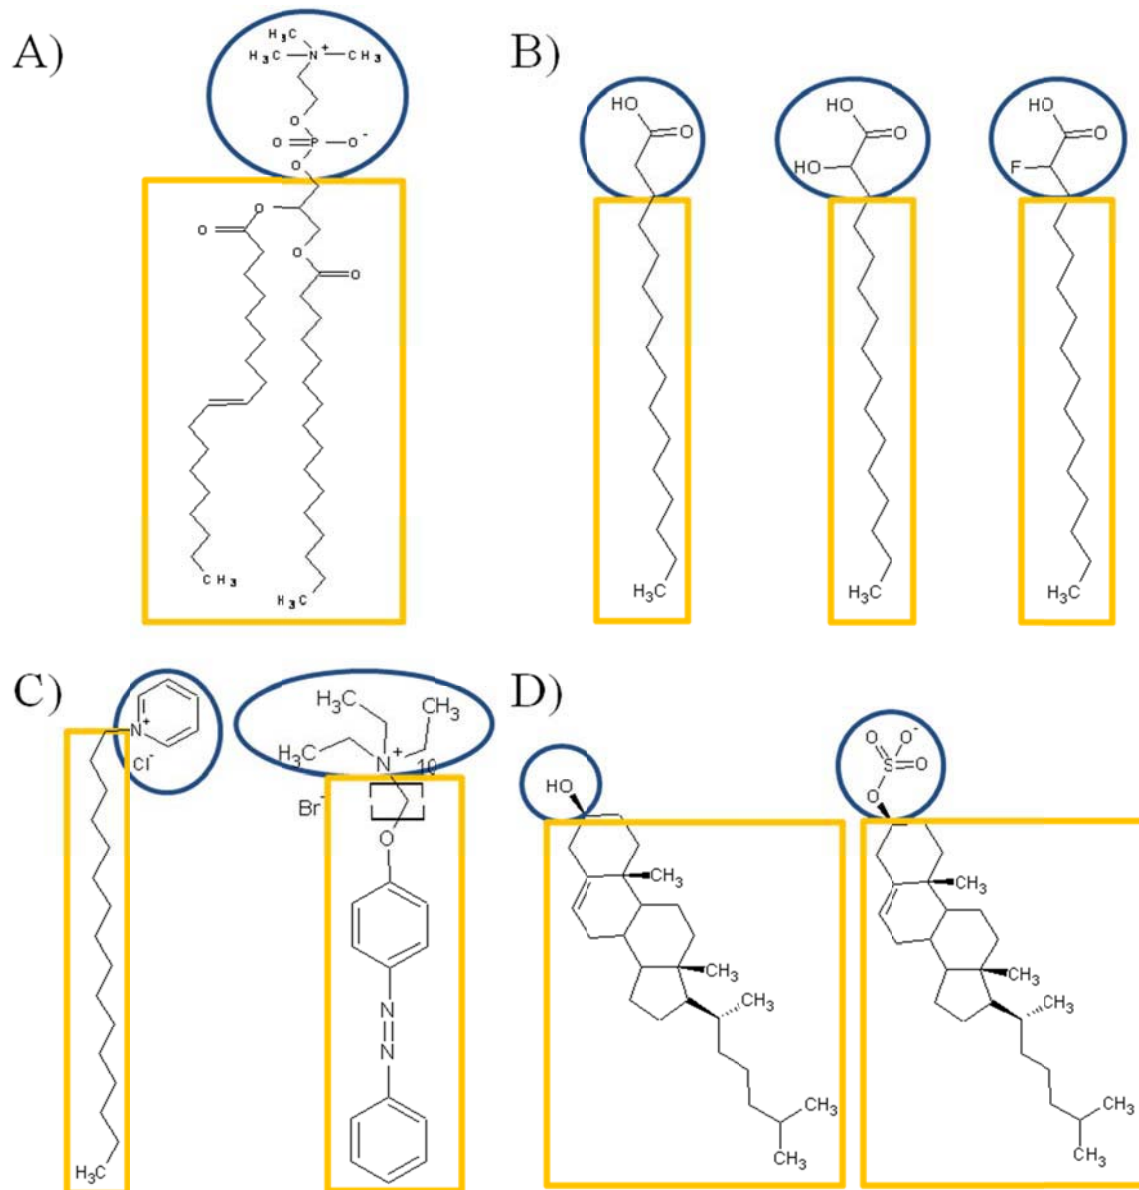 A)
H₃C
H₃C N⁺ CH₃
O
O P O⁻
O
O
O
O
O
CH₃
H₃C
B)
HO
O
H₃C
HO
O
HO
H₃C
HO
O
F
H₃C
C)
N⁺
Cl⁻
H₃C
H₃C
CH₃
H₃C
N⁺
10
Br⁻
O
N
N
D)
HO
CH₃
CH₃
CH₃
CH₃
CH₃
O O⁻
S O
O
CH₃
CH₃
CH₃
CH₃
CH₃